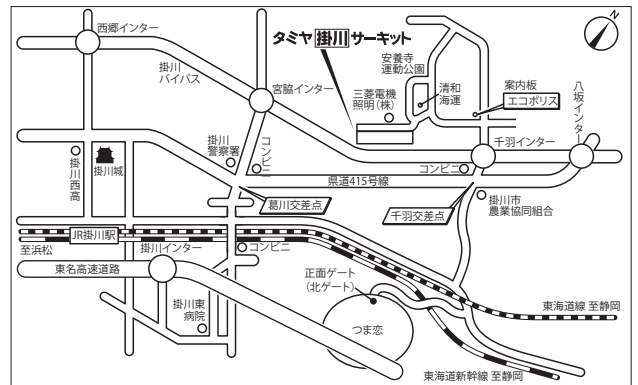 西郷インター
タミヤ掛川サーキット
N
掛川
バイパス
宮脇インター
安養寺
運動公園
三菱電機
照明(株)
清和
海運
案内板
エコポリス
八坂インター
千羽インター
掛川
警察署
コンビニ
コンビニ
掛川西高
掛川城
県道415号線
葛川交差点
千羽交差点
掛川市
農業協同組合
JR掛川駅
至浜松
掛川インター
コンビニ
東名高速道路
正面ゲート
(北ゲート)
掛川東
病院
つま恋
東海道線 至静岡
東海道新幹線 至静岡